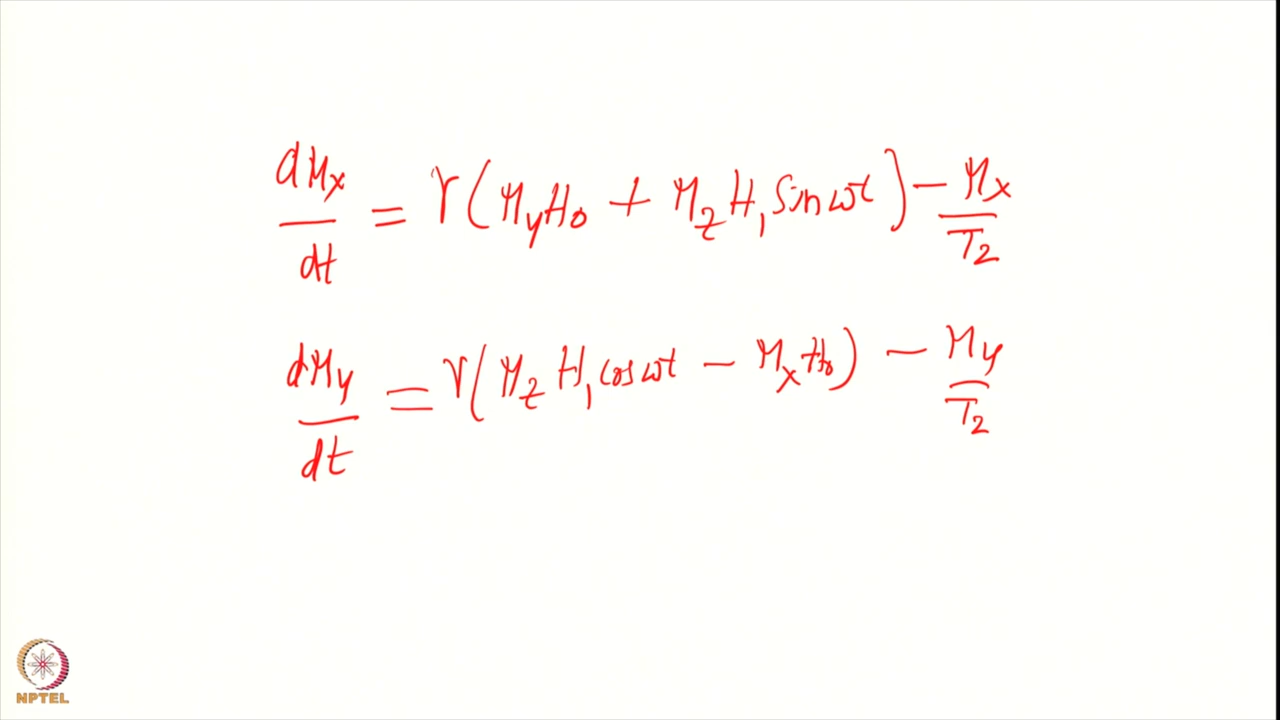 dMx/dt = γ(MyH₀ + MzH₁ sin ωt) − Mx/T₂
dMy/dt = γ(MzH₁ cos ωt − MxH₀) − My/T₂
NPTEL